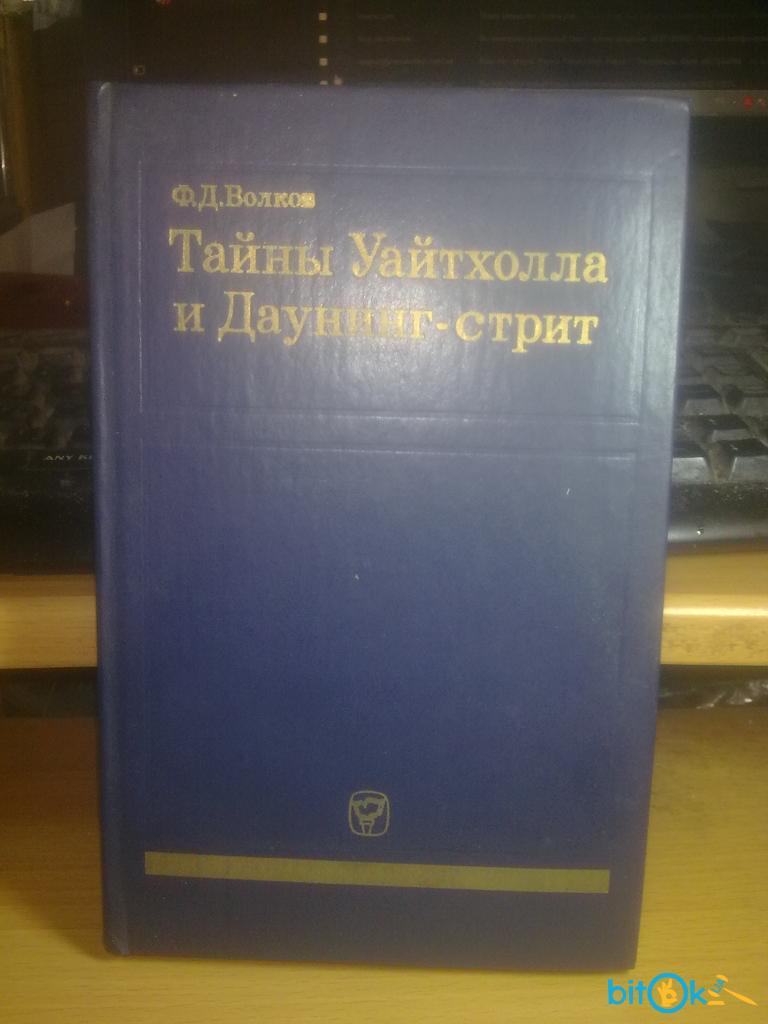 Ф.Д.Волков
Тайны Уайтхолла
и Даунинг-стрит
bitOk